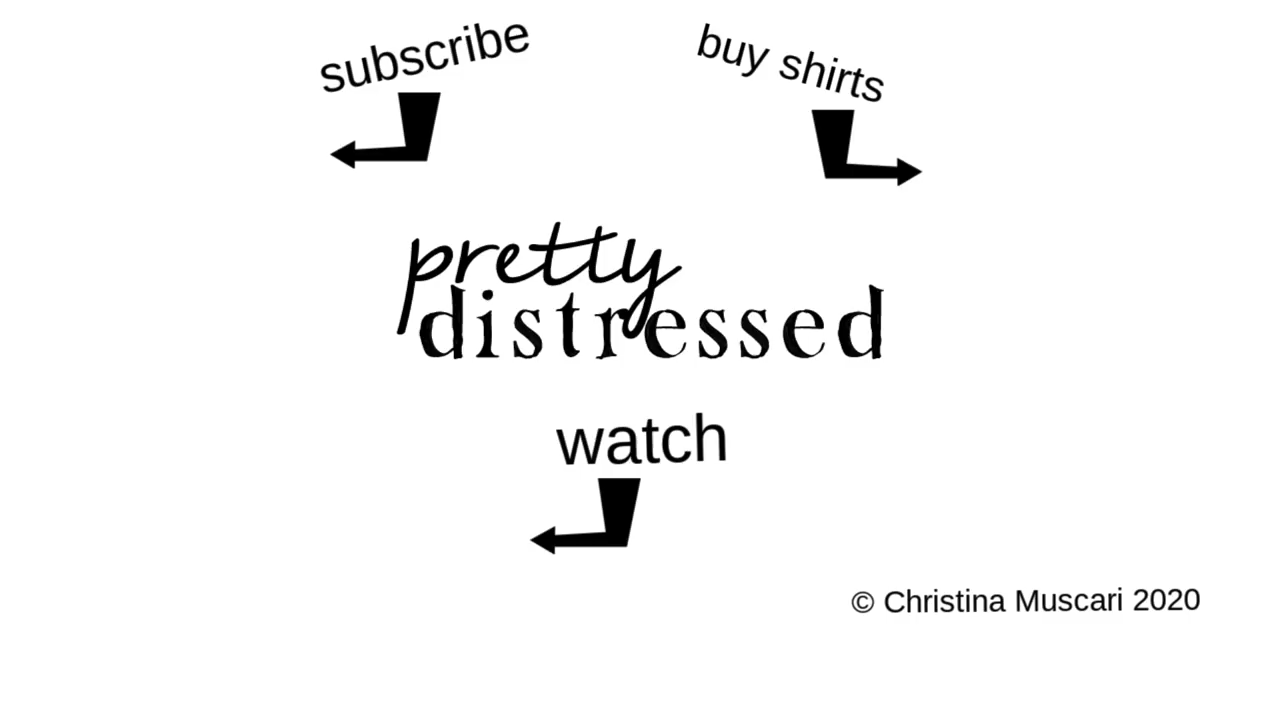 subscribe
buy shirts
pretty
distressed
watch
© Christina Muscari 2020